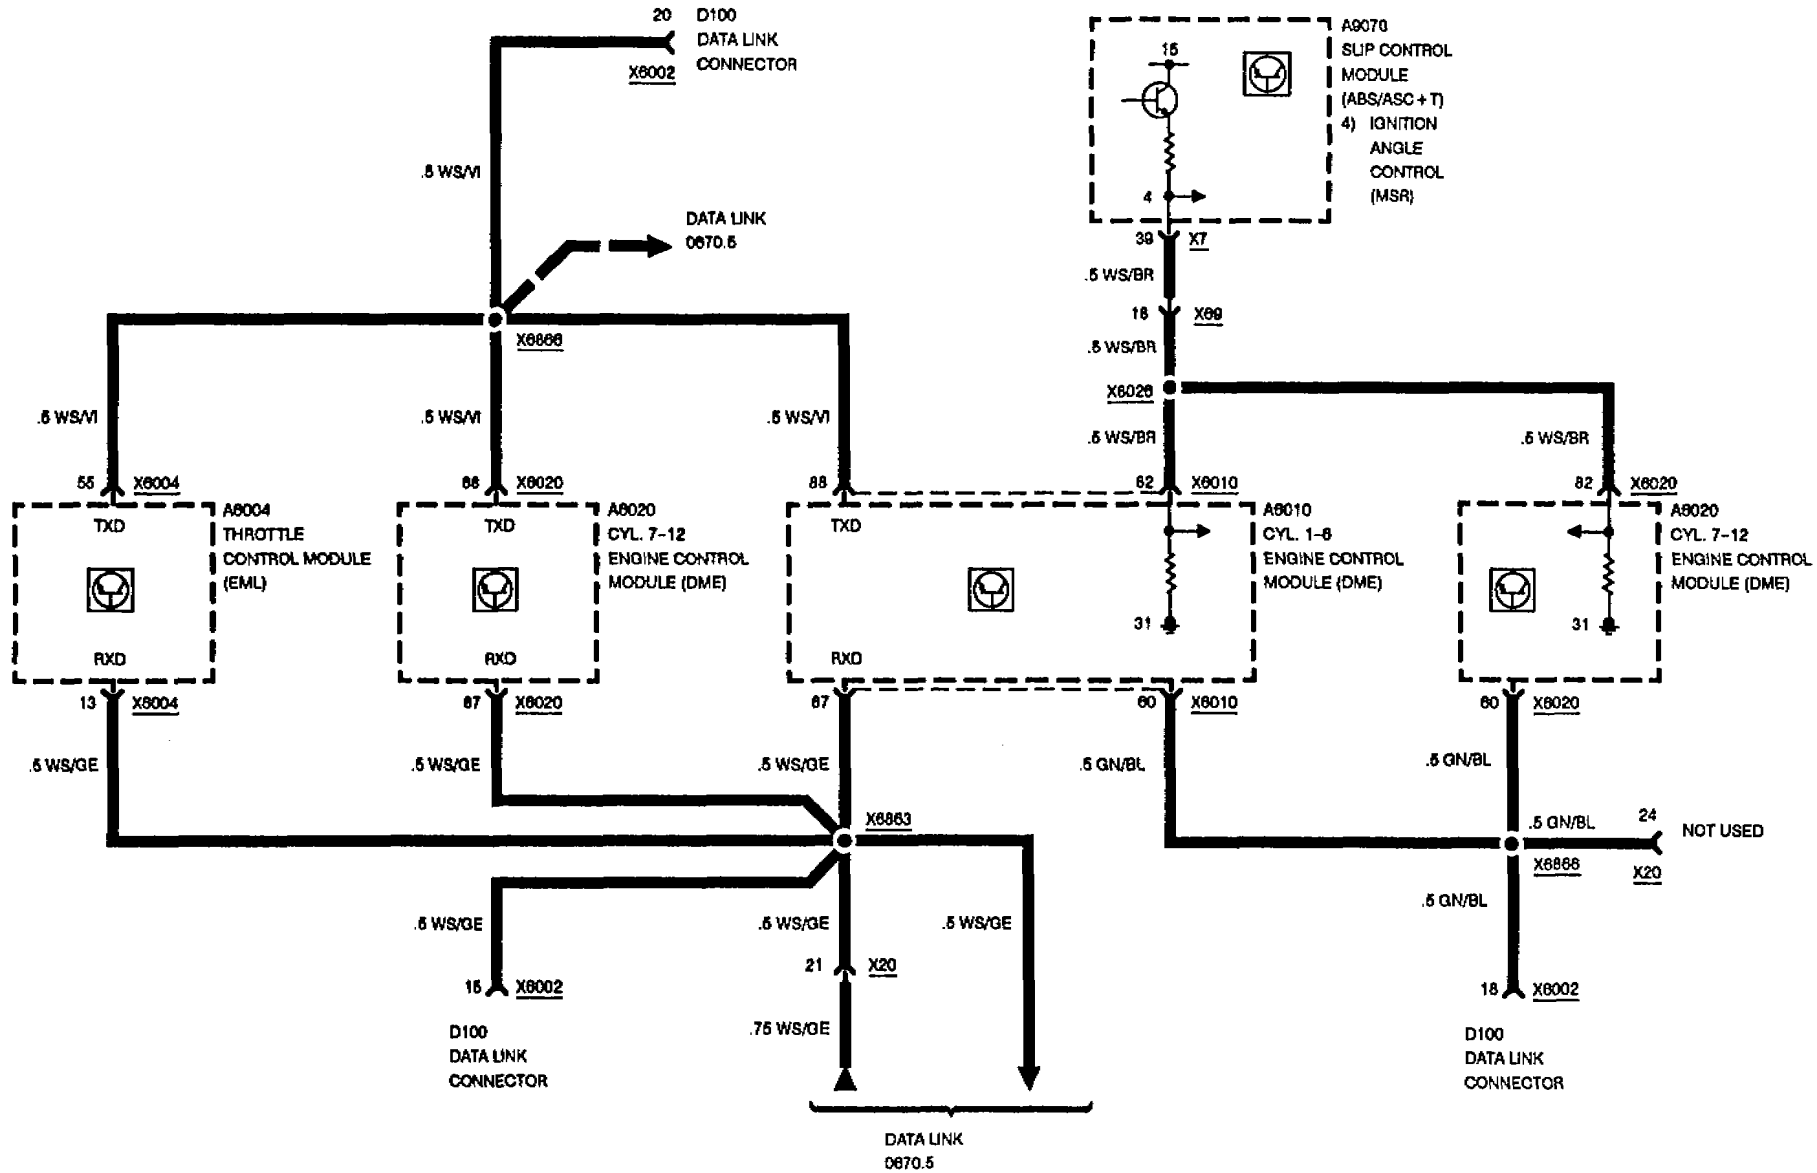 20 D100
DATA LINK
CONNECTOR
X6002
.5 WS/VI
DATA LINK
0670.5
X6866
.5 WS/VI
.5 WS/VI
.5 WS/VI
A9070
SLIP CONTROL
MODULE
(ABS/ASC + T)
4) IGNITION
ANGLE
CONTROL
(MSR)
15
4
39 X7
.5 WS/BR
18 X69
.5 WS/BR
X6026
.5 WS/BR
.5 WS/BR
55 X6004
66 X6020
88
62 X6010
82 X6020
TXD
A6004
THROTTLE
CONTROL MODULE
(EML)
RXD
TXD
A6020
CYL. 7-12
ENGINE CONTROL
MODULE (DME)
RXD
TXD
A6010
CYL. 1-6
ENGINE CONTROL
MODULE (DME)
31
RXD
A6020
CYL. 7-12
ENGINE CONTROL
MODULE (DME)
31
13 X6004
67 X6020
67
60 X6010
60 X6020
.5 WS/GE
.5 WS/GE
.5 WS/GE
.5 GN/BL
.5 GN/BL
X6863
.5 GN/BL
24
NOT USED
X6866
X20
.5 WS/GE
.5 WS/GE
.5 WS/GE
.5 GN/BL
15 X6002
21 X20
18 X6002
D100
DATA LINK
CONNECTOR
.75 WS/GE
D100
DATA LINK
CONNECTOR
DATA LINK
0670.5